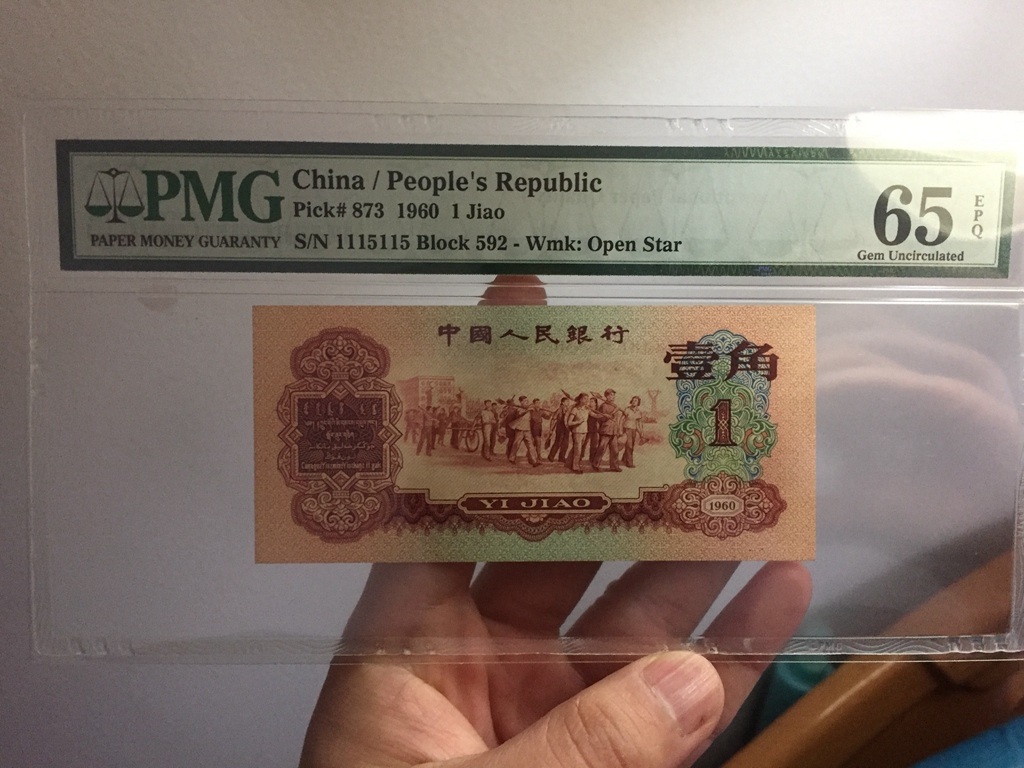 PMG
PAPER MONEY GUARANTY
China / People's Republic
Pick# 873 1960 1 Jiao
S/N 1115115 Block 592 - Wmk: Open Star
65
EPQ
Gem Uncirculated
中國人民銀行
壹角
1
YI JIAO
1960